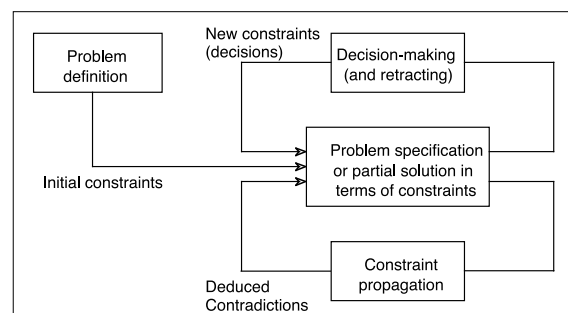 New constraints
(decisions)
Problem
definition
Decision-making
(and retracting)
Problem specification
or partial solution in
terms of constraints
Initial constraints
Constraint
propagation
Deduced
Contradictions